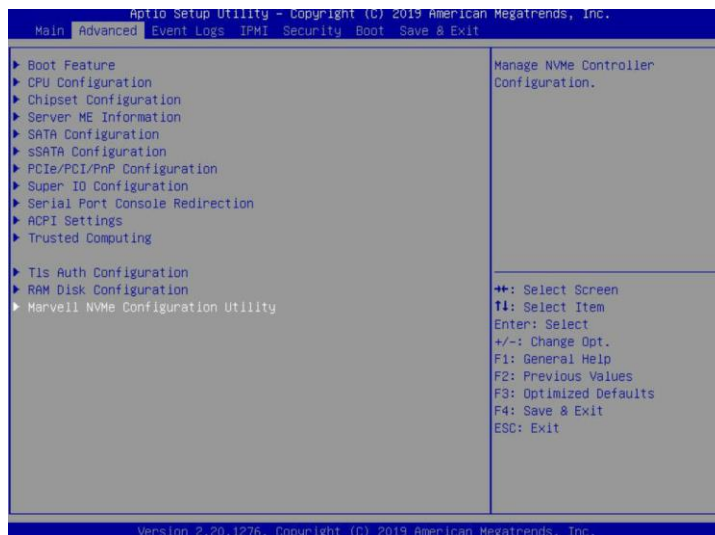 Aptio Setup Utility – Copyright (C) 2019 American Megatrends, Inc.
Main Advanced Event Logs IPMI Security Boot Save & Exit
Boot Feature
CPU Configuration
Chipset Configuration
Server ME Information
SATA Configuration
sSATA Configuration
PCIe/PCI/PnP Configuration
Super IO Configuration
Serial Port Console Redirection
ACPI Settings
Trusted Computing
Tls Auth Configuration
RAM Disk Configuration
Marvell NVMe Configuration Utility
Manage NVMe Controller
Configuration.
→←: Select Screen
↑↓: Select Item
Enter: Select
+/-: Change Opt.
F1: General Help
F2: Previous Values
F3: Optimized Defaults
F4: Save & Exit
ESC: Exit
Version 2.20.1276. Copyright (C) 2019 American Megatrends, Inc.